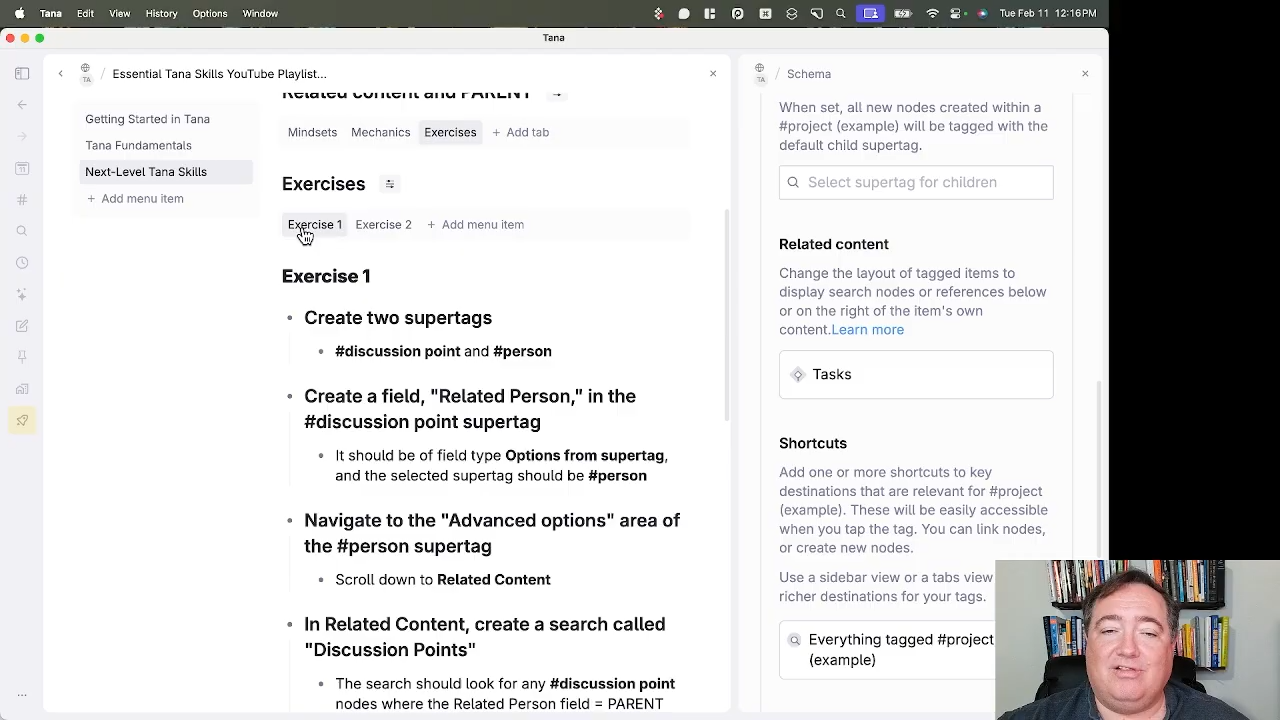 Tana Edit View History Options Window Tue Feb 11 12:16 PM
Tana
TA / Essential Tana Skills YouTube Playlist...
Related content and PARENT
Getting Started in Tana
Tana Fundamentals
Next-Level Tana Skills
+ Add menu item
Mindsets Mechanics Exercises + Add tab
Exercises
Exercise 1 Exercise 2 + Add menu item
Exercise 1
Create two supertags
#discussion point and #person
Create a field, "Related Person," in the
#discussion point supertag
It should be of field type Options from supertag,
and the selected supertag should be #person
Navigate to the "Advanced options" area of
the #person supertag
Scroll down to Related Content
In Related Content, create a search called
"Discussion Points"
The search should look for any #discussion point
nodes where the Related Person field = PARENT
TA / Schema
When set, all new nodes created within a
#project (example) will be tagged with the
default child supertag.
Select supertag for children
Related content
Change the layout of tagged items to
display search nodes or references below
or on the right of the item's own
content.Learn more
Tasks
Shortcuts
Add one or more shortcuts to key
destinations that are relevant for #project
(example). These will be easily accessible
when you tap the tag. You can link nodes,
or create new nodes.
Use a sidebar view or a tabs view
richer destinations for your tags.
Everything tagged #project
(example)